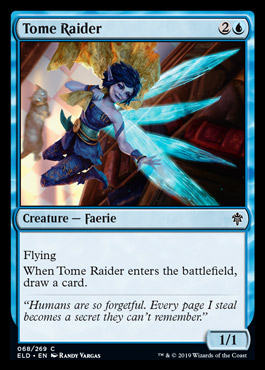 Tome Raider 2
Creature — Faerie
Flying
When Tome Raider enters the battlefield,
draw a card.
“Humans are so forgetful. Every page I steal
becomes a secret they can’t remember.”
1/1
068/269 C
ELD • EN RANDY VARGAS
™ & © 2019 Wizards of the Coast